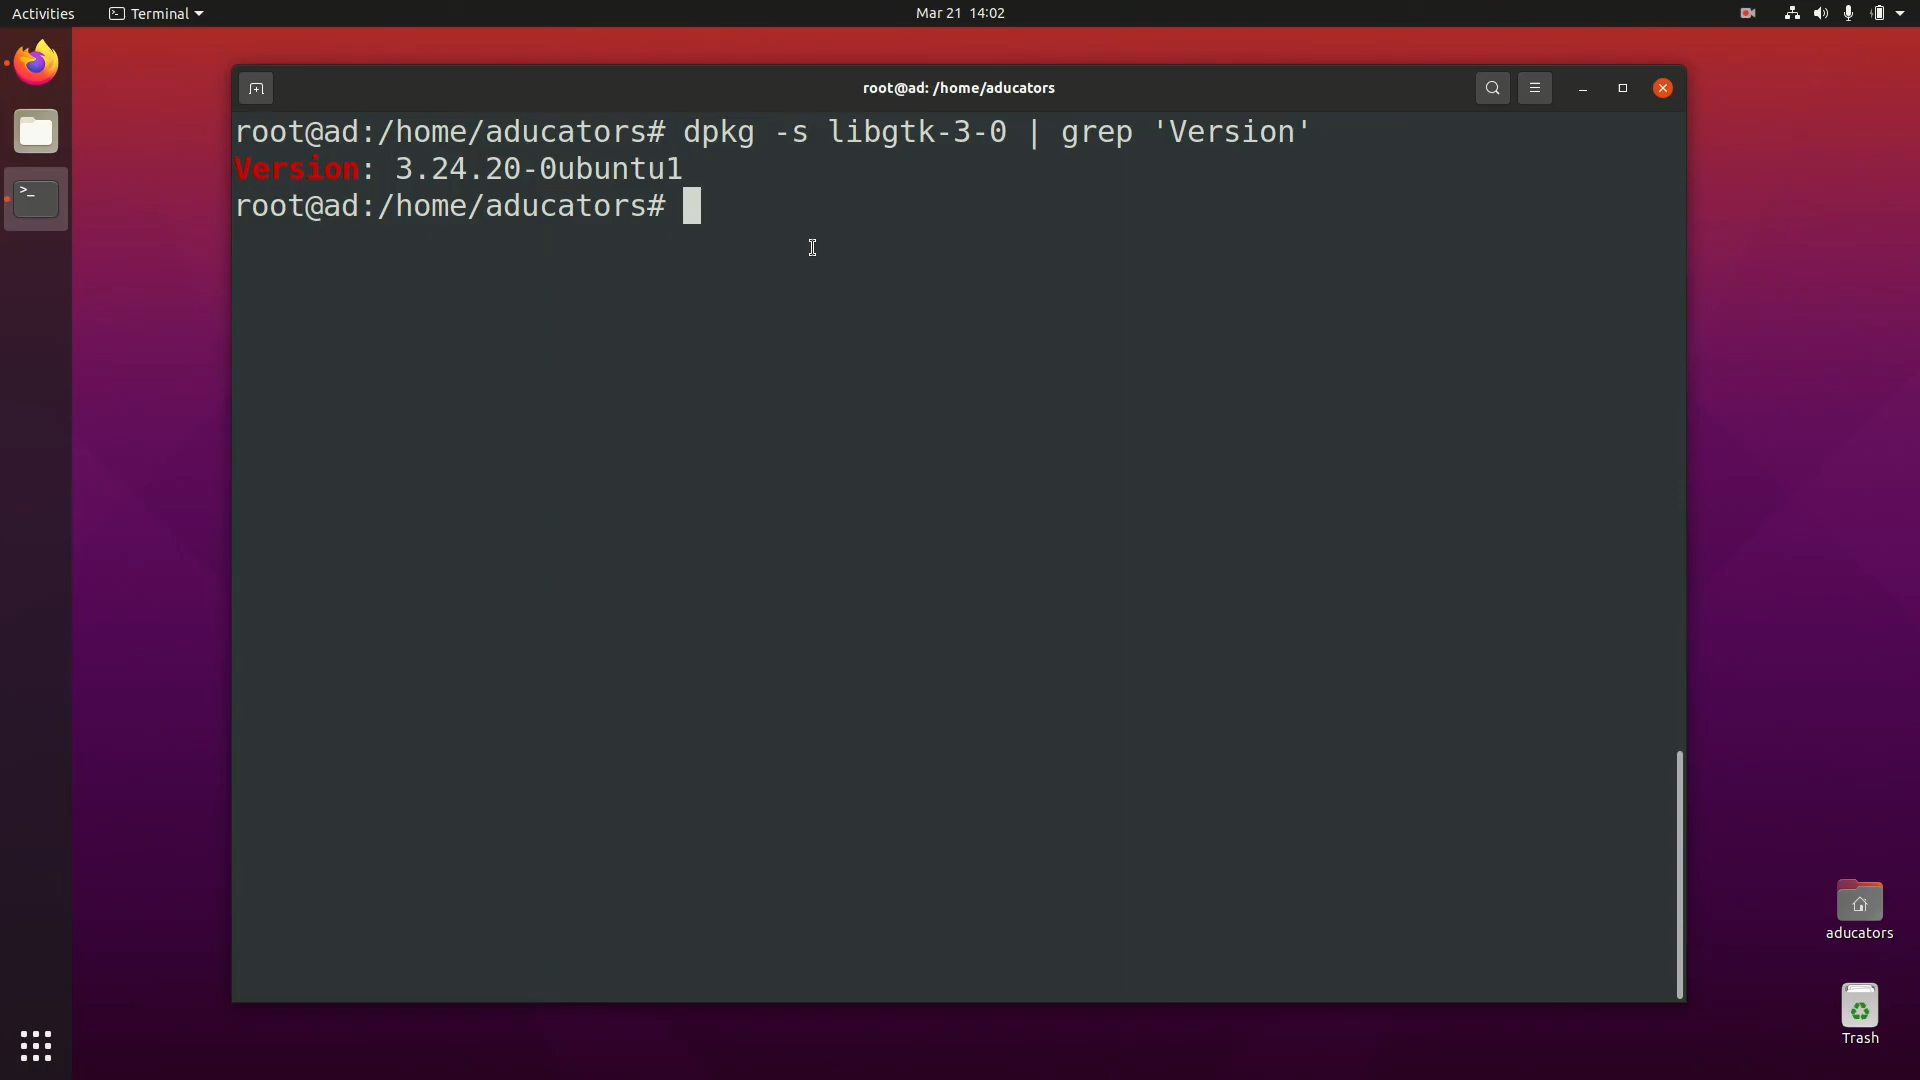 Activities Terminal Mar 21 14:02
root@ad: /home/aducators
root@ad:/home/aducators# dpkg -s libgtk-3-0 | grep 'Version'
Version: 3.24.20-0ubuntu1
root@ad:/home/aducators#
>_
aducators
Trash